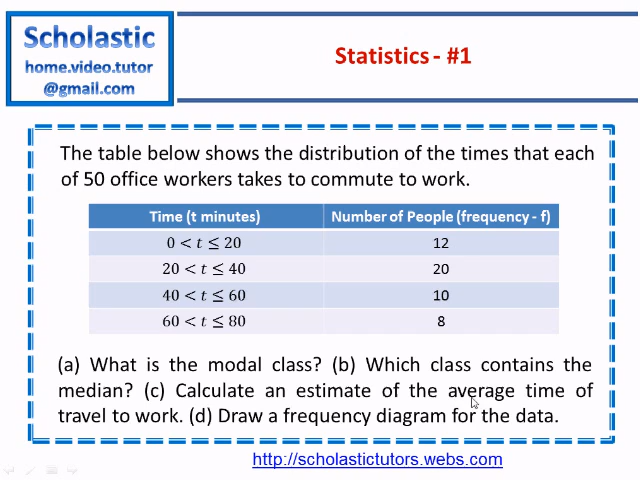 Scholastic
home.video.tutor
@gmail.com
Statistics - #1
The table below shows the distribution of the times that each
of 50 office workers takes to commute to work.
Time (t minutes) Number of People (frequency - f)
0 < t ≤ 20 12
20 < t ≤ 40 20
40 < t ≤ 60 10
60 < t ≤ 80 8
(a) What is the modal class? (b) Which class contains the
median? (c) Calculate an estimate of the average time of
travel to work. (d) Draw a frequency diagram for the data.
http://scholastictutors.webs.com